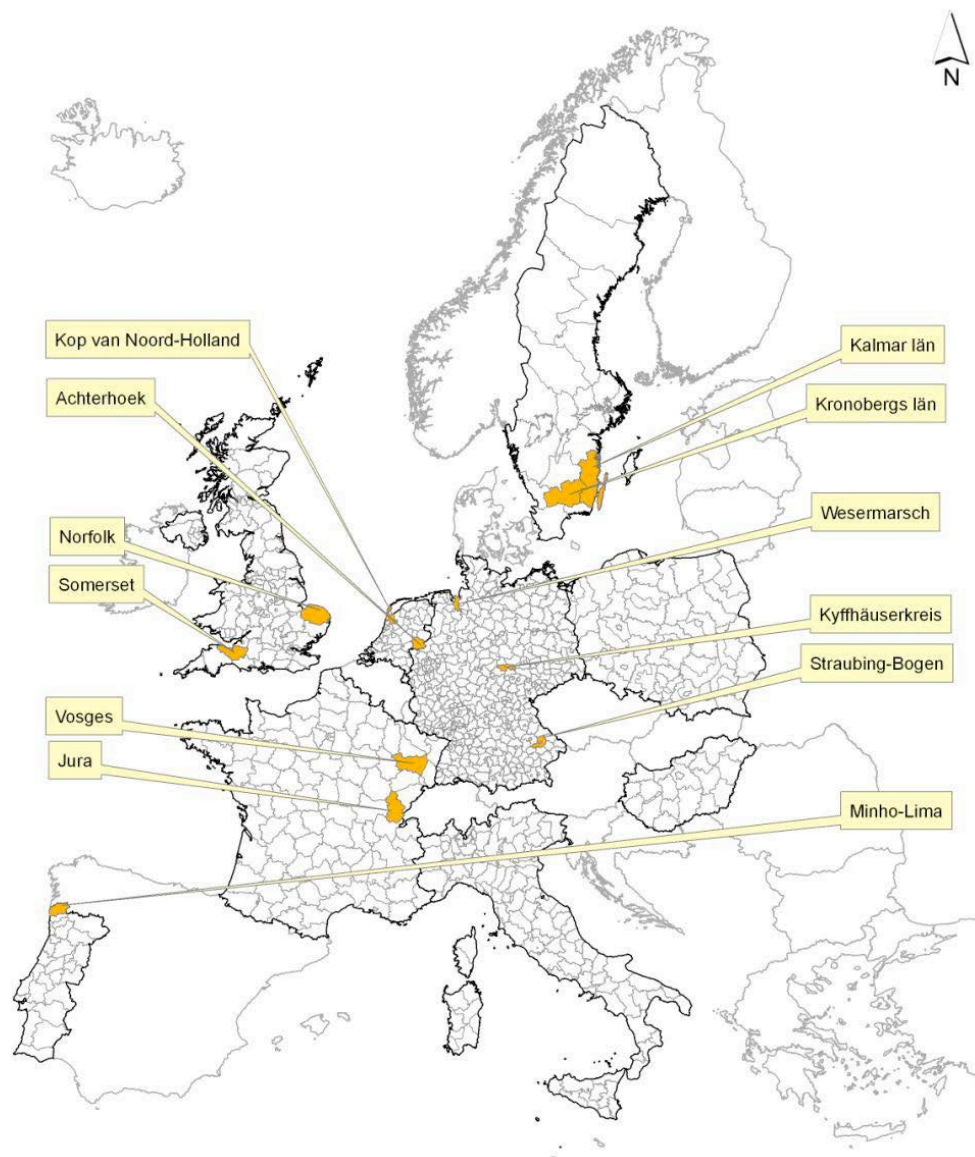 N
Kop van Noord-Holland
Achterhoek
Norfolk
Somerset
Vosges
Jura
Kalmar län
Kronobergs län
Wesermarsch
Kyffhäuserkreis
Straubing-Bogen
Minho-Lima